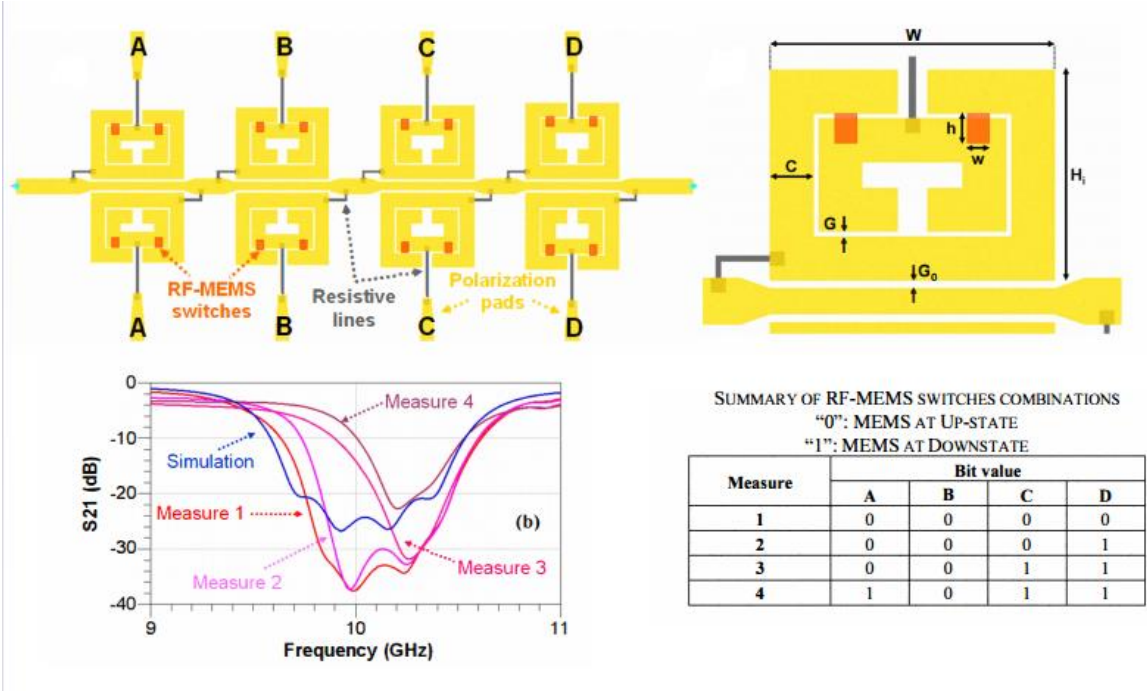 A B C D
RF-MEMS
switches
Resistive
lines
Polarization
pads
A B C D
W
h
w
C
Hi
G
G0
0
-10
-20
-30
-40
S21 (dB)
Measure 4
Simulation
Measure 1
(b)
Measure 2
Measure 3
9 10 11
Frequency (GHz)
SUMMARY OF RF-MEMS SWITCHES COMBINATIONS
“0”: MEMS AT UP-STATE
“1”: MEMS AT DOWNSTATE
Measure Bit value
A B C D
1 0 0 0 0
2 0 0 0 1
3 0 0 1 1
4 1 0 1 1